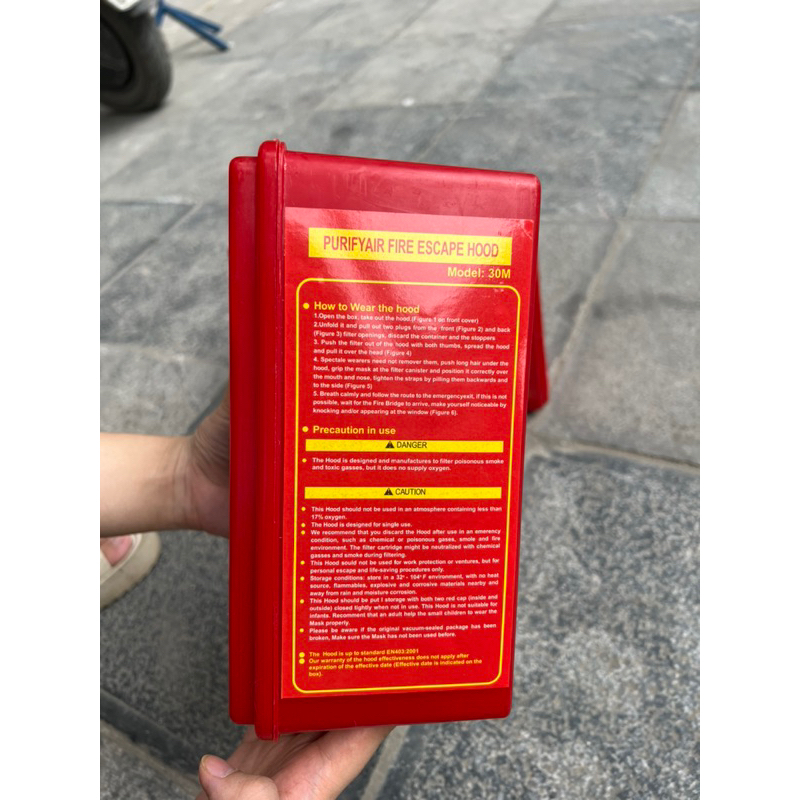 PURIFYAIR FIRE ESCAPE HOOD
Model: 30M
How to Wear the hood
1.Open the box, take out the hood (Figure 1 on front cover)
2.Unfold it and pull out two plugs from the front (Figure 2) and back
(Figure 3) filter openings, discard the container and the stoppers
3. Push the filter out of the hood with both thumbs, spread the hood
and pull it over the head (Figure 4)
4. Spectale wearers need not remover them, push long hair under the
hood, grip the mask at the filter canister and position it correctly over
the mouth and nose, tighten the straps by pilling them backwards and
to the side (Figure 5)
5. Breath calmly and follow the route to the emergencyexit, if this is not
possible, wait for the Fire Bridge to arrive, make yourself noticeable by
knocking and/or appearing at the window (Figure 6).
Precaution in use
DANGER
The Hood is designed and manufactures to filter poisonous smoke
and toxic gasses, but it does no supply oxygen.
CAUTION
This Hood should not be used in an atmosphere containing less than
17% oxygen.
The Hood is designed for single use.
We recommend that you discard the Hood after use in an emerency
condition, such as chemical or poisonous gases, smote and fire
environment. The filter cartridge might be neutralized with chemical
gasses and smoke during filtering.
This Hood sould not be used for work protection or ventures, but for
personal escape and life-saving procedures only.
Storage conditions: store in a 32° - 104° F environment, with no heat
source, flammables, explosive and corrosive materials nearby and
away from rain and moisture corrosion.
This Hood should be put I storage with both two red cap (inside and
outside) closed tightly when not in use. This Hood is not suitable for
infants. Recomment that an adult help the small children to wear the
Mask properly.
Please be aware if the original vacuum-sealed package has been
broken, Make sure the Mask has not been used before.
The Hood is up to standard EN403:2001
Our warranty of the hood effectiveness does not apply after
expiration of the effective date (Effective date is indicated on the
box).